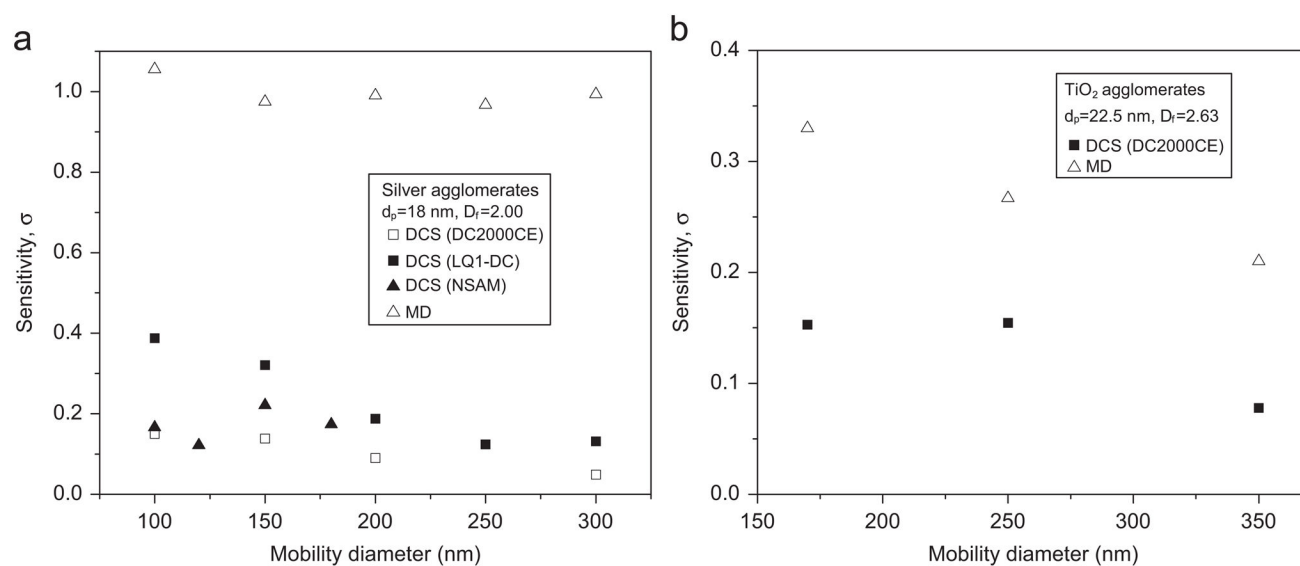 a
Sensitivity, σ
1.0
0.8
0.6
0.4
0.2
0.0
Silver agglomerates
dₚ=18 nm, D_f=2.00
DCS (DC2000CE)
DCS (LQ1-DC)
DCS (NSAM)
MD
100 150 200 250 300
Mobility diameter (nm)
b
Sensitivity, σ
0.4
0.3
0.2
0.1
0.0
TiO₂ agglomerates
dₚ=22.5 nm, D_f=2.63
DCS (DC2000CE)
MD
150 200 250 300 350
Mobility diameter (nm)